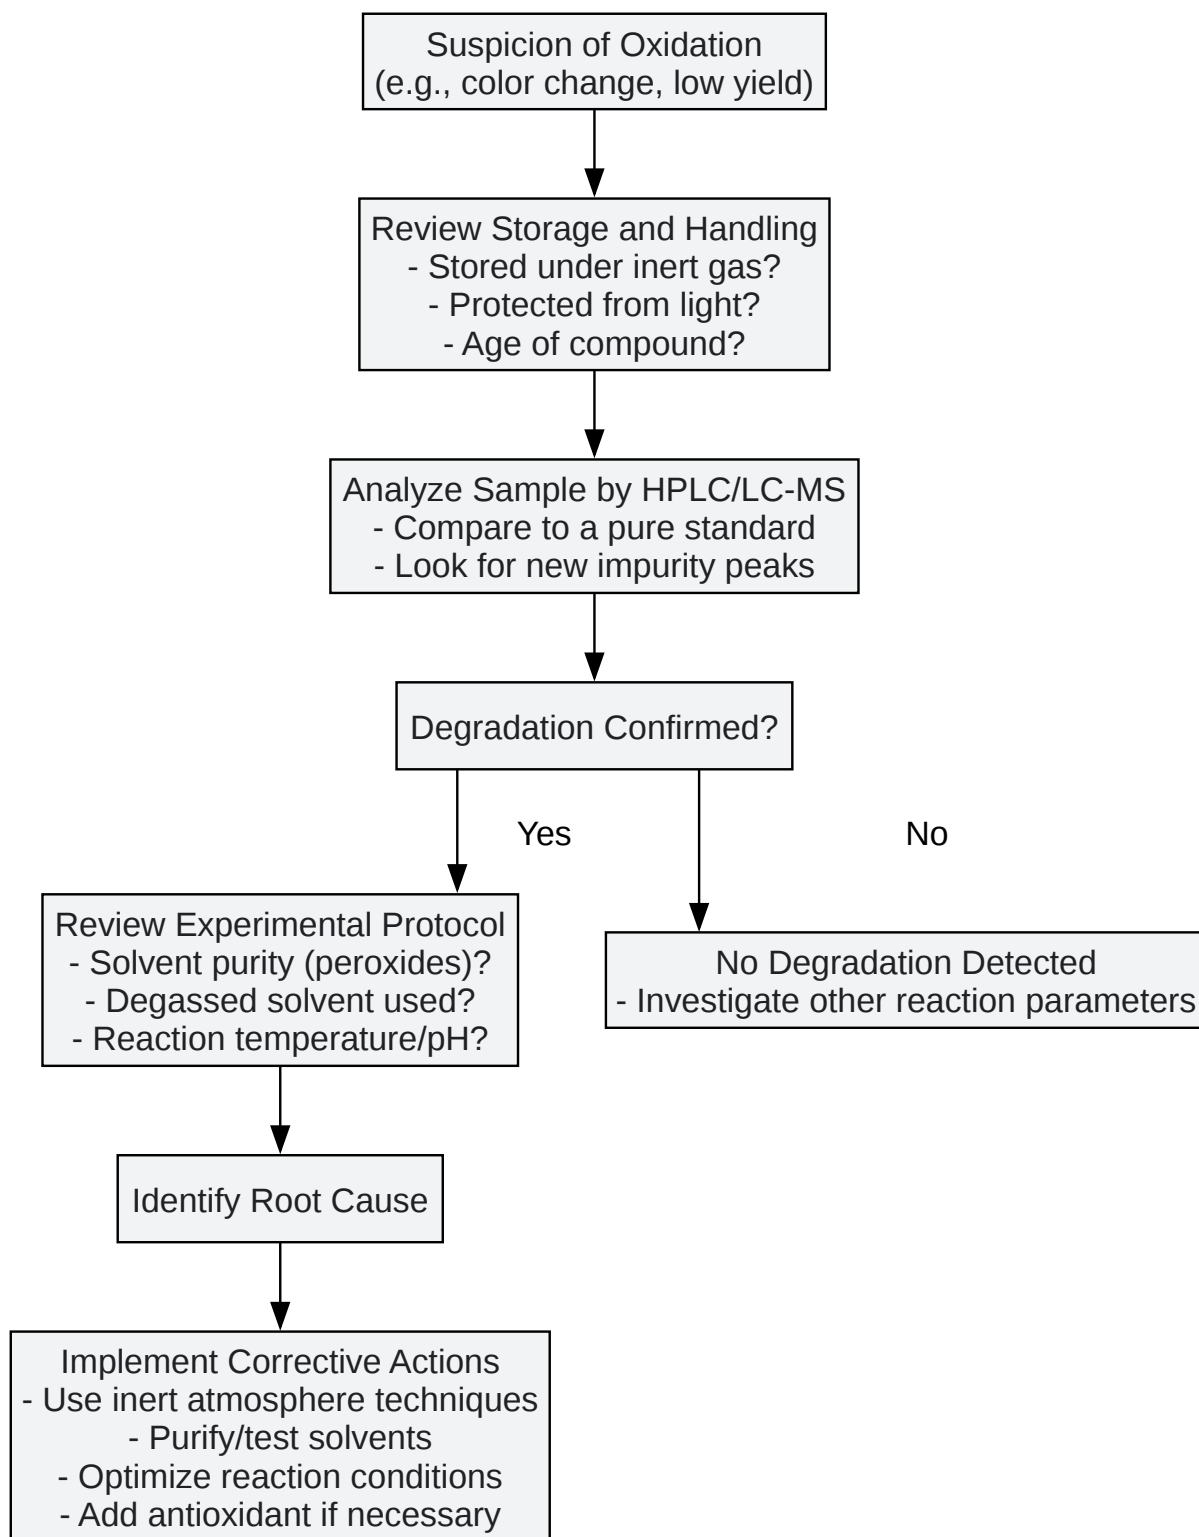 Suspicion of Oxidation
(e.g., color change, low yield)
Review Storage and Handling
- Stored under inert gas?
- Protected from light?
- Age of compound?
Analyze Sample by HPLC/LC-MS
- Compare to a pure standard
- Look for new impurity peaks
Degradation Confirmed?
Yes
No
Review Experimental Protocol
- Solvent purity (peroxides)?
- Degassed solvent used?
- Reaction temperature/pH?
No Degradation Detected
- Investigate other reaction parameters
Identify Root Cause
Implement Corrective Actions
- Use inert atmosphere techniques
- Purify/test solvents
- Optimize reaction conditions
- Add antioxidant if necessary